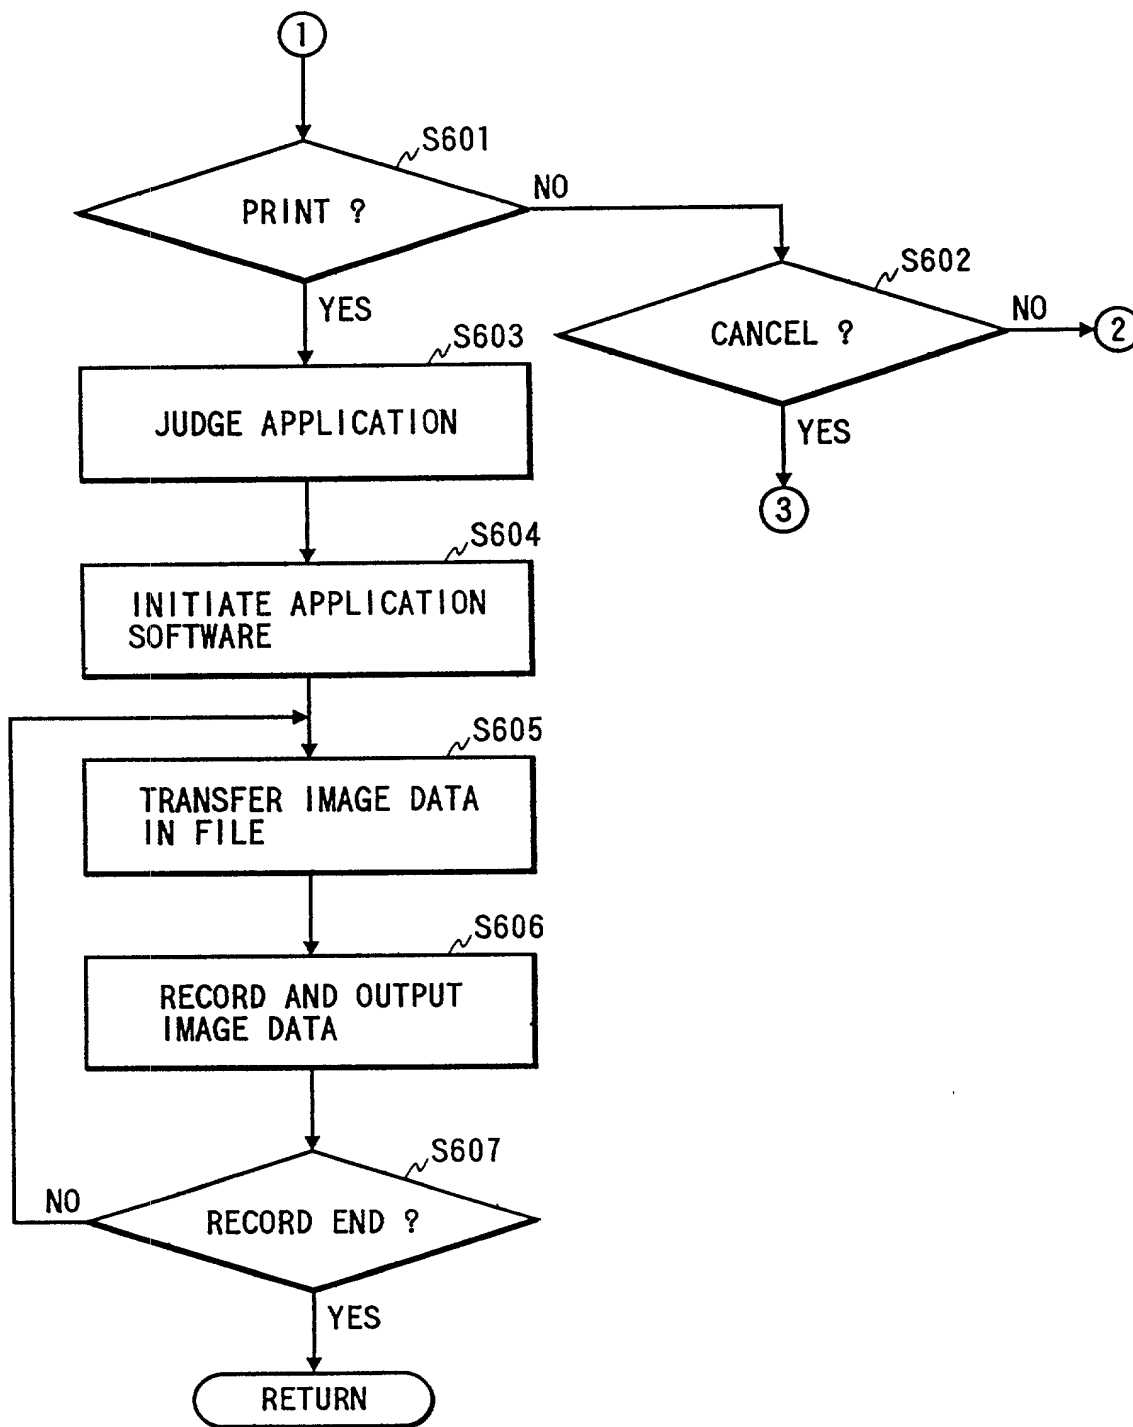 1
S601
PRINT ?
NO
YES
S602
CANCEL ?
NO
2
YES
3
S603
JUDGE APPLICATION
S604
INITIATE APPLICATION
SOFTWARE
S605
TRANSFER IMAGE DATA
IN FILE
S606
RECORD AND OUTPUT
IMAGE DATA
S607
RECORD END ?
NO
YES
RETURN